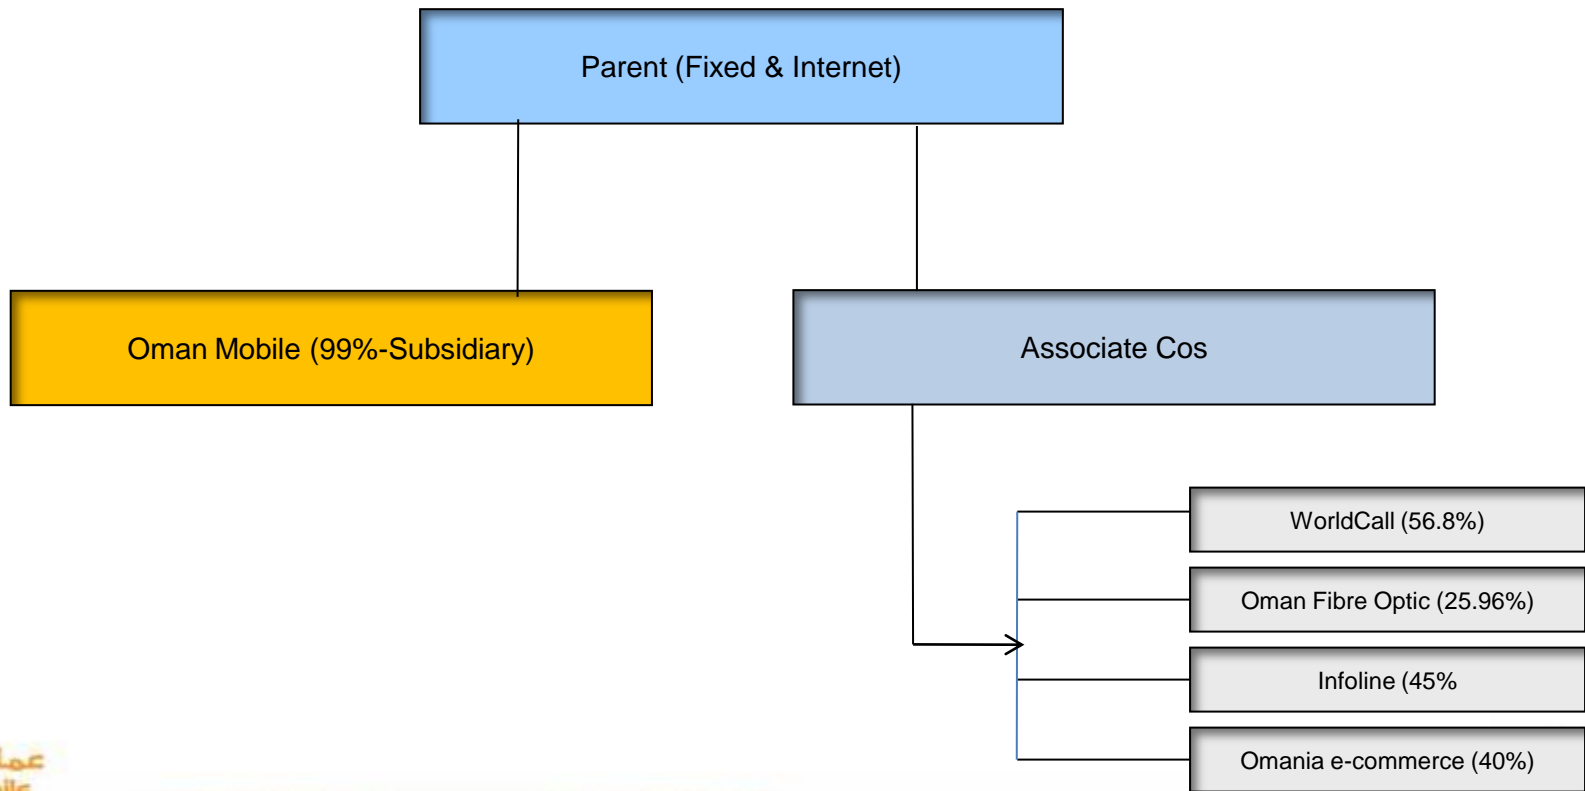 Parent (Fixed & Internet)
Oman Mobile (99%-Subsidiary)
Associate Cos
WorldCall (56.8%)
Oman Fibre Optic (25.96%)
Infoline (45%
Omania e-commerce (40%)